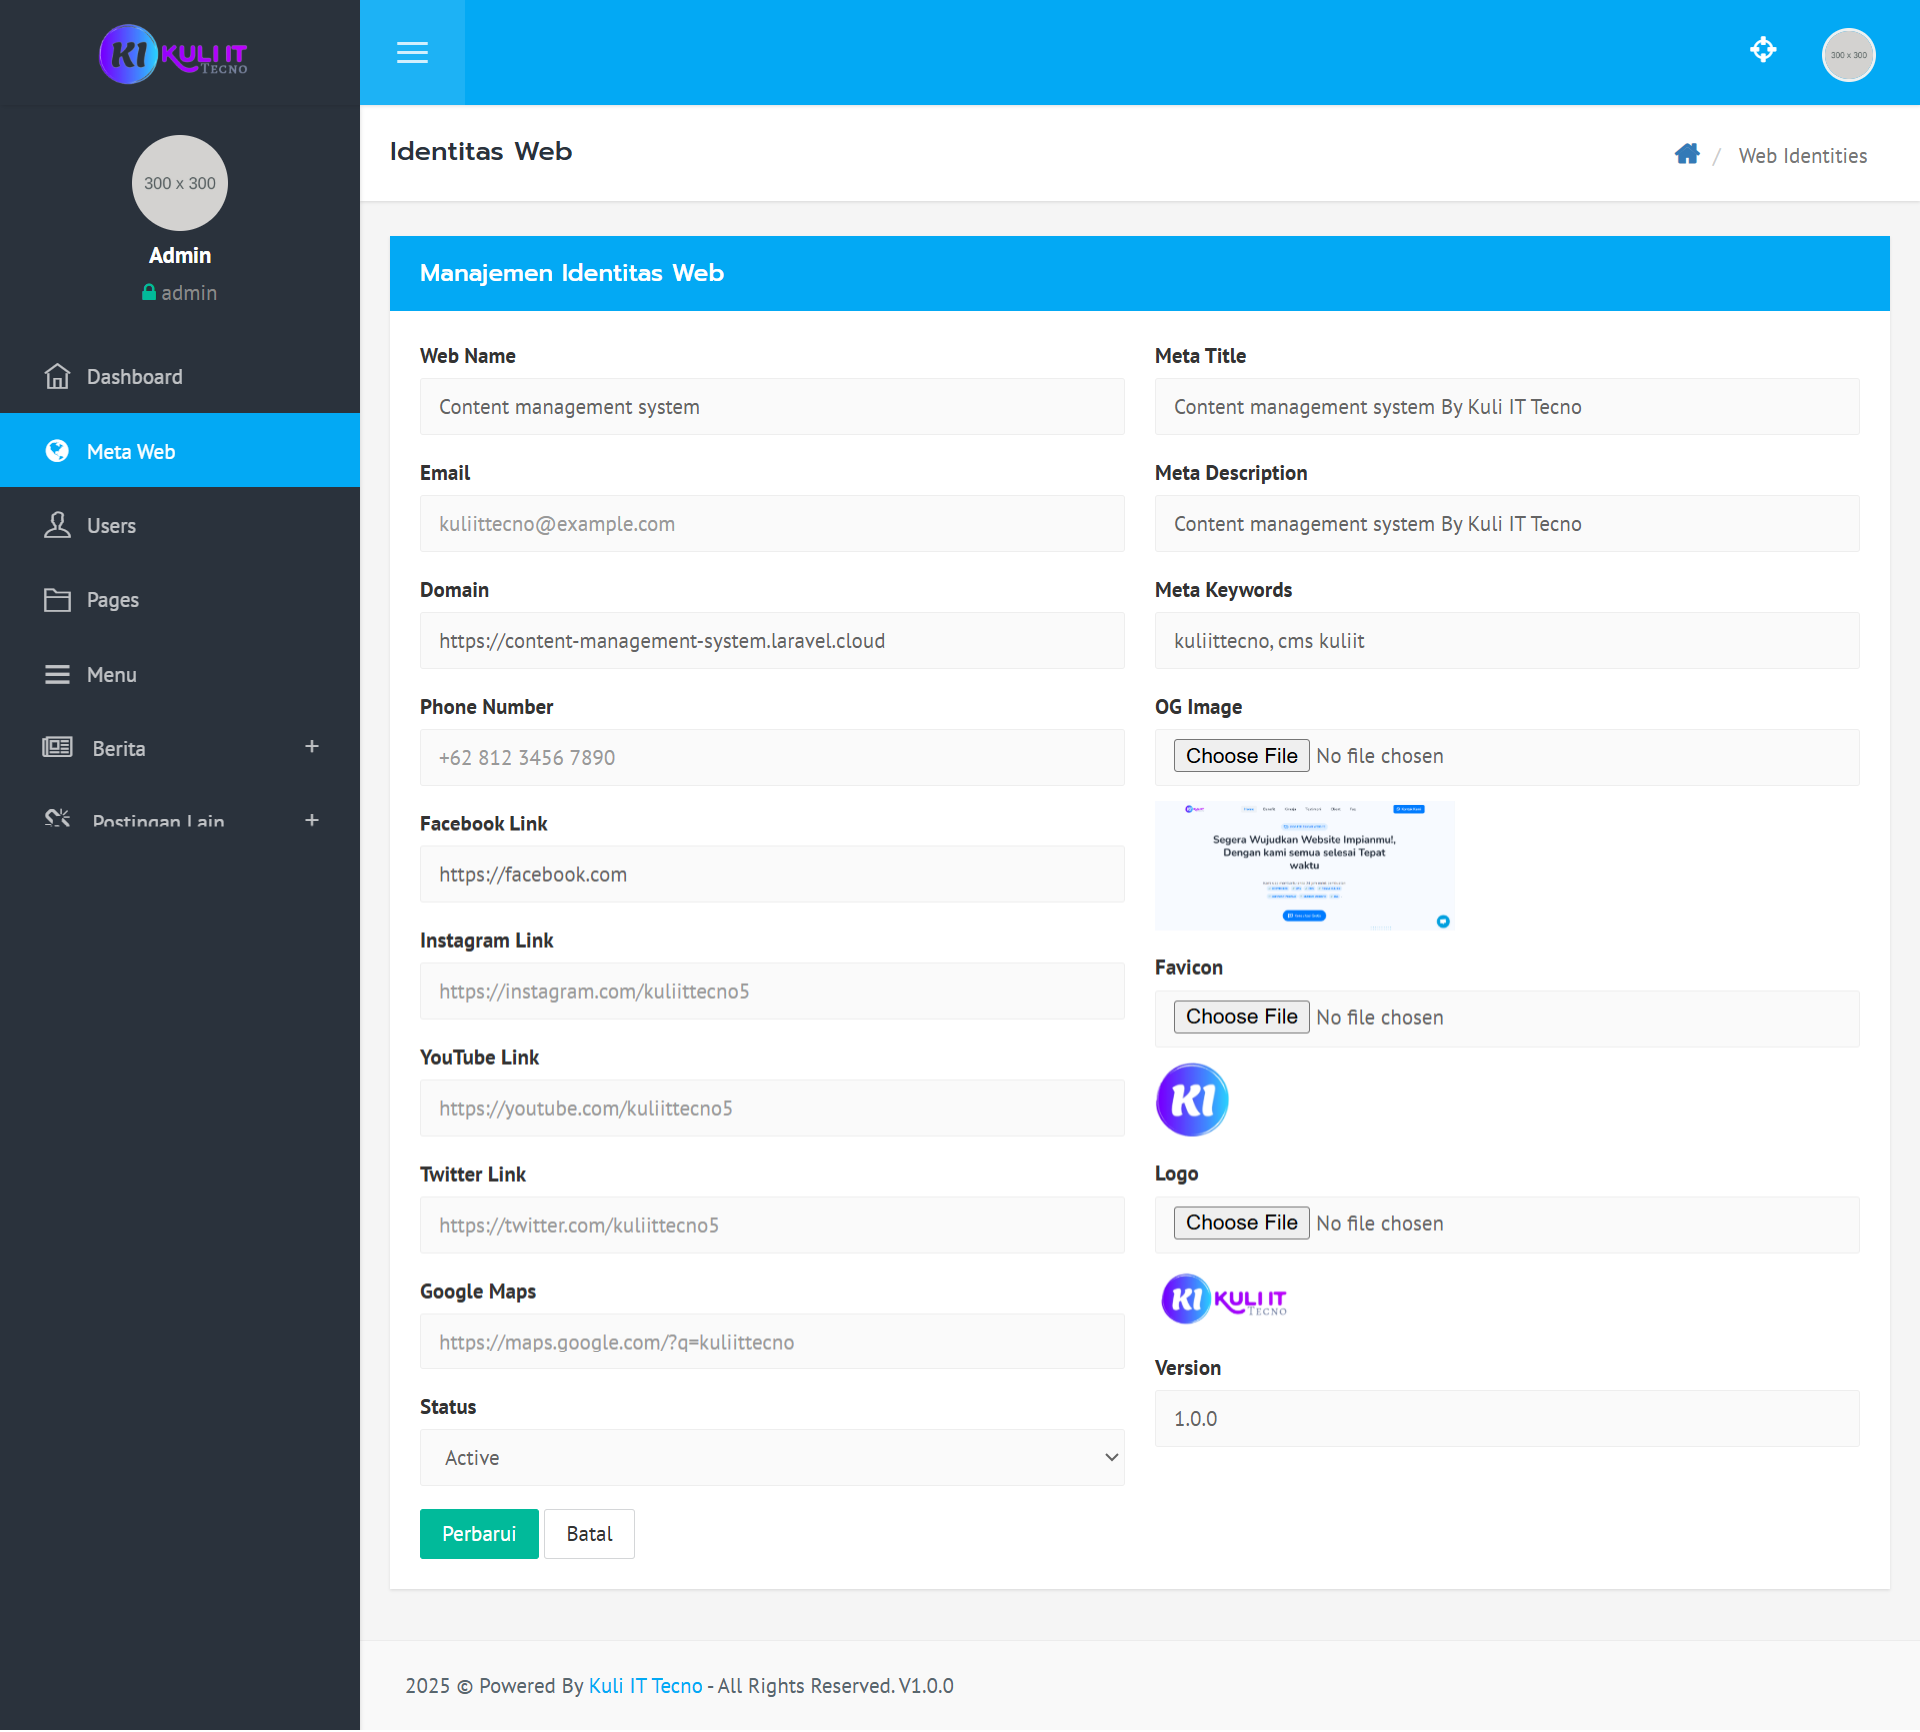 KI KULI IT
TECNO
300 x 300
Admin
admin
Dashboard
Meta Web
Users
Pages
Menu
Berita +
Postingan Lain +
300 x 300
Identitas Web
/ Web Identities
Manajemen Identitas Web
Web Name
Content management system
Email
kuliittecno@example.com
Domain
https://content-management-system.laravel.cloud
Phone Number
+62 812 3456 7890
Facebook Link
https://facebook.com
Instagram Link
https://instagram.com/kuliittecno5
YouTube Link
https://youtube.com/kuliittecno5
Twitter Link
https://twitter.com/kuliittecno5
Google Maps
https://maps.google.com/?q=kuliittecno
Status
Active
Perbarui Batal
Meta Title
Content management system By Kuli IT Tecno
Meta Description
Content management system By Kuli IT Tecno
Meta Keywords
kuliittecno, cms kuliit
OG Image
Choose File No file chosen
Segera Wujudkan Website Impianmu!,
Dengan kami semua selesai Tepat
waktu
Favicon
Choose File No file chosen
KI
Logo
Choose File No file chosen
KI KULI IT
TECNO
Version
1.0.0
2025 © Powered By Kuli IT Tecno - All Rights Reserved. V1.0.0